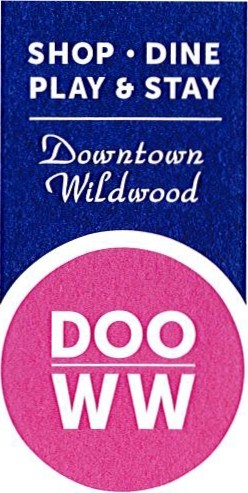 SHOP · DINE
PLAY & STAY
Downtown
Wildwood
DOO
WW